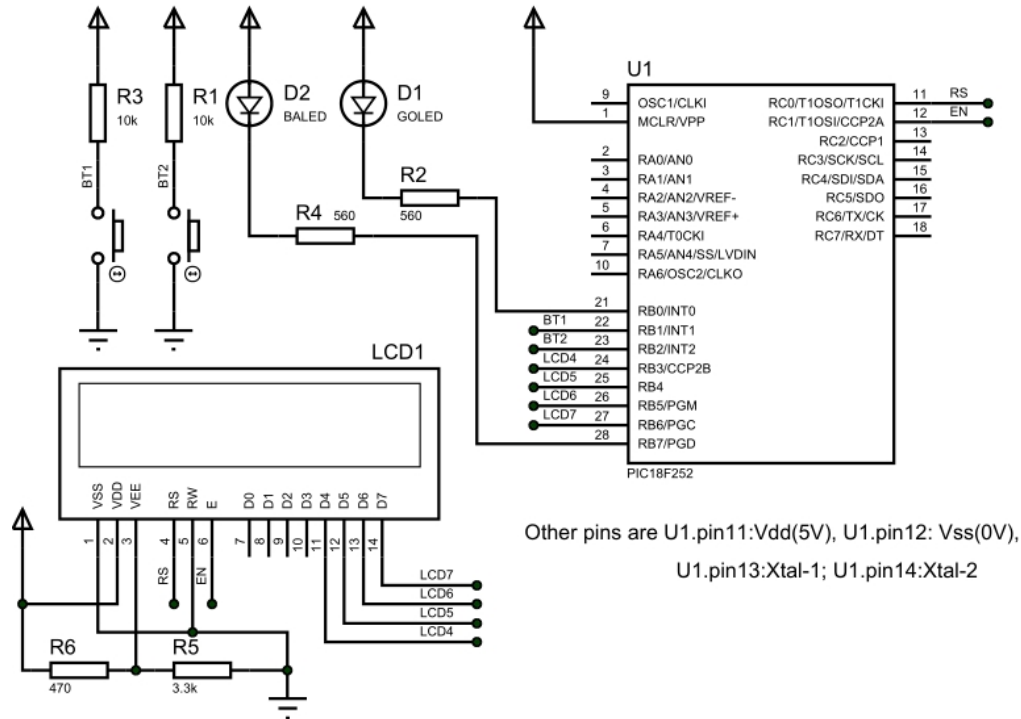 U1
R3
10k
R1
10k
D2
BALED
D1
GOLED
BT1
BT2
R2
560
R4
560
9
OSC1/CLKI
1
MCLR/VPP
2
RA0/AN0
3
RA1/AN1
4
RA2/AN2/VREF-
5
RA3/AN3/VREF+
6
RA4/T0CKI
7
RA5/AN4/SS/LVDIN
10
RA6/OSC2/CLKO
21
RB0/INT0
BT1
22
RB1/INT1
BT2
23
RB2/INT2
LCD4
24
RB3/CCP2B
LCD5
25
RB4
LCD6
26
RB5/PGM
LCD7
27
RB6/PGC
28
RB7/PGD
RC0/T1OSO/T1CKI
11
RS
RC1/T1OSI/CCP2A
12
EN
RC2/CCP1
13
RC3/SCK/SCL
14
RC4/SDI/SDA
15
RC5/SDO
16
RC6/TX/CK
17
RC7/RX/DT
18
PIC18F252
LCD1
VSS
VDD
VEE
RS
RW
E
D0
D1
D2
D3
D4
D5
D6
D7
1
2
3
4
5
6
7
8
9
10
11
12
13
14
RS
EN
LCD7
LCD6
LCD5
LCD4
R6
470
R5
3.3k
Other pins are U1.pin11:Vdd(5V), U1.pin12: Vss(0V),
U1.pin13:Xtal-1; U1.pin14:Xtal-2